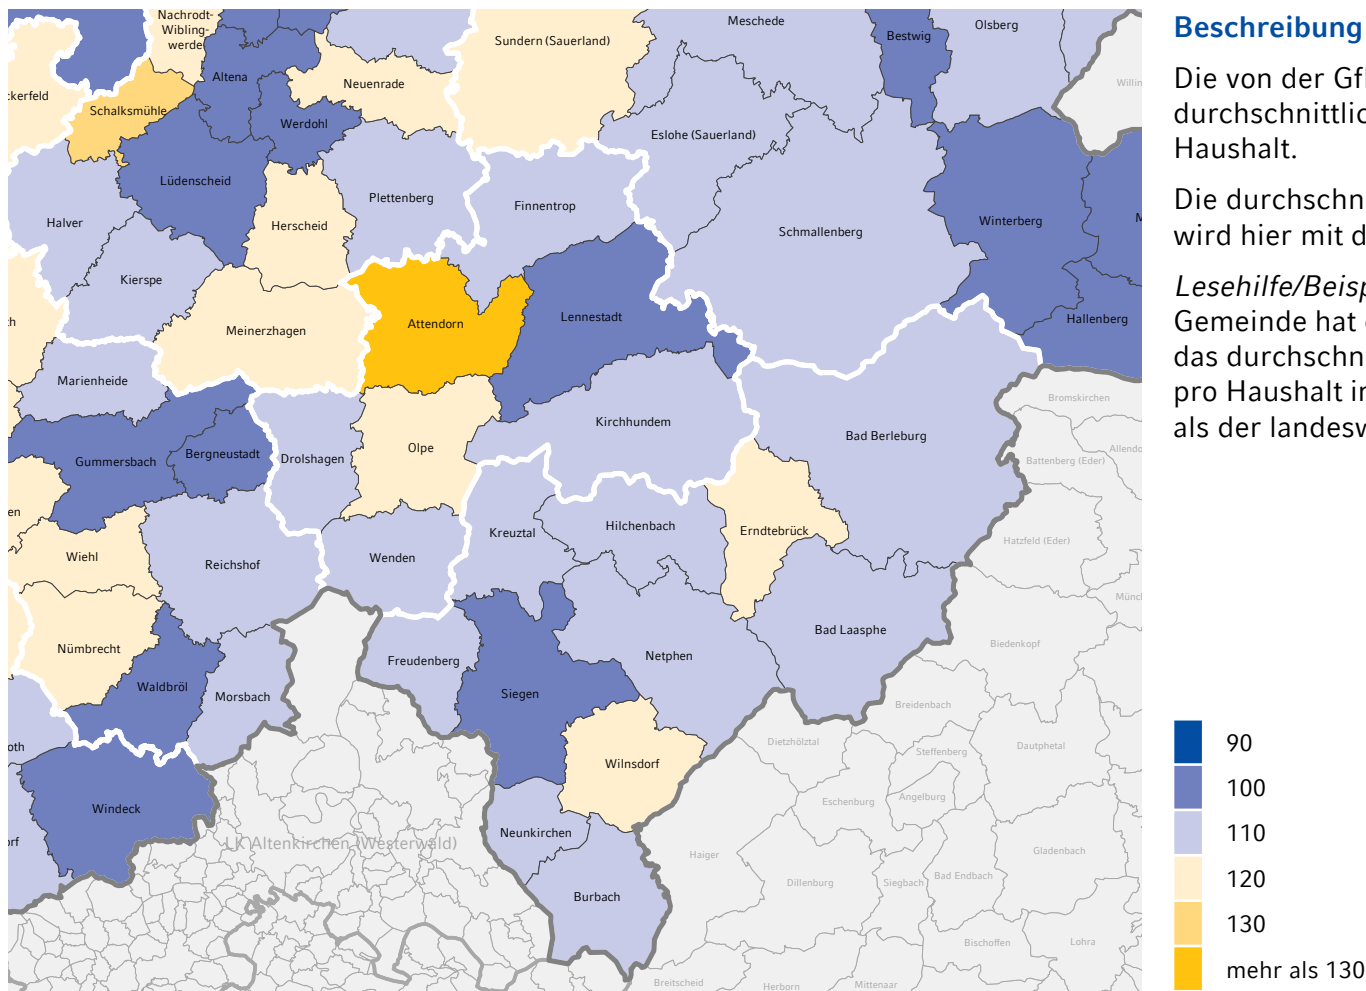 Nachrodt-
Wibling-
werde
Sundern (Sauerland)
Meschede
Bestwig
Olsberg
Altena
Neuenrade
Schalksmühle
Werdohl
Eslohe (Sauerland)
Lüdenscheid
Plettenberg
Finnentrop
Halver
Herscheid
Schmallenberg
Winterberg
Kierspe
Meinerzhagen
Attendorn
Lennestadt
Hallenberg
Marienheide
Bromskirchen
Kirchhundem
Bad Berleburg
Gummersbach
Bergneustadt
Drolshagen
Olpe
Battenberg (Eder)
Allendo
Erndtebrück
Hilchenbach
Kreuztal
Hatzfeld (Eder)
Wiehl
Reichshof
Wenden
Bad Laasphe
Biedenkopf
Nümbrecht
Netphen
Freudenberg
Waldbröl
Morsbach
Siegen
Breidenbach
Dietzhölztal
Steffenberg
Dautphetal
Wilnsdorf
Windeck
Eschenburg
Angelburg
Neunkirchen
LK Altenkirchen (Westerwald)
Haiger
Gladenbach
Dillenburg
Siegbach
Bad Endbach
Burbach
Bischoffen
Lohra
Breitscheid
Herborn
Mittenaar
Beschreibung
Die von der Gf
durchschnittlic
Haushalt.
Die durchschn
wird hier mit d
Lesehilfe/Beisp
Gemeinde hat
das durchschn
pro Haushalt i
als der landesw
90
100
110
120
130
mehr als 130